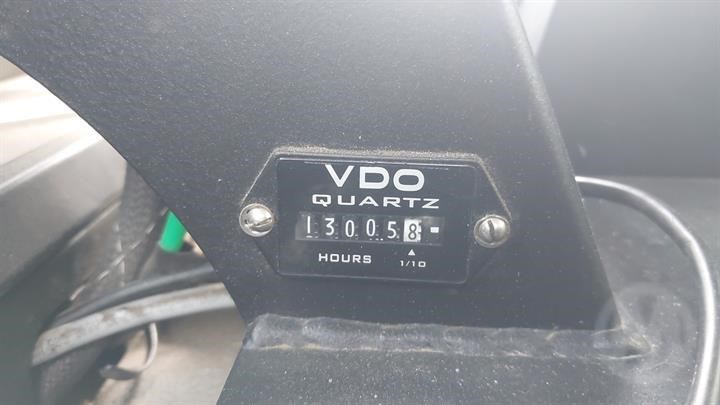 VDO
QUARTZ
130058
HOURS 1/10